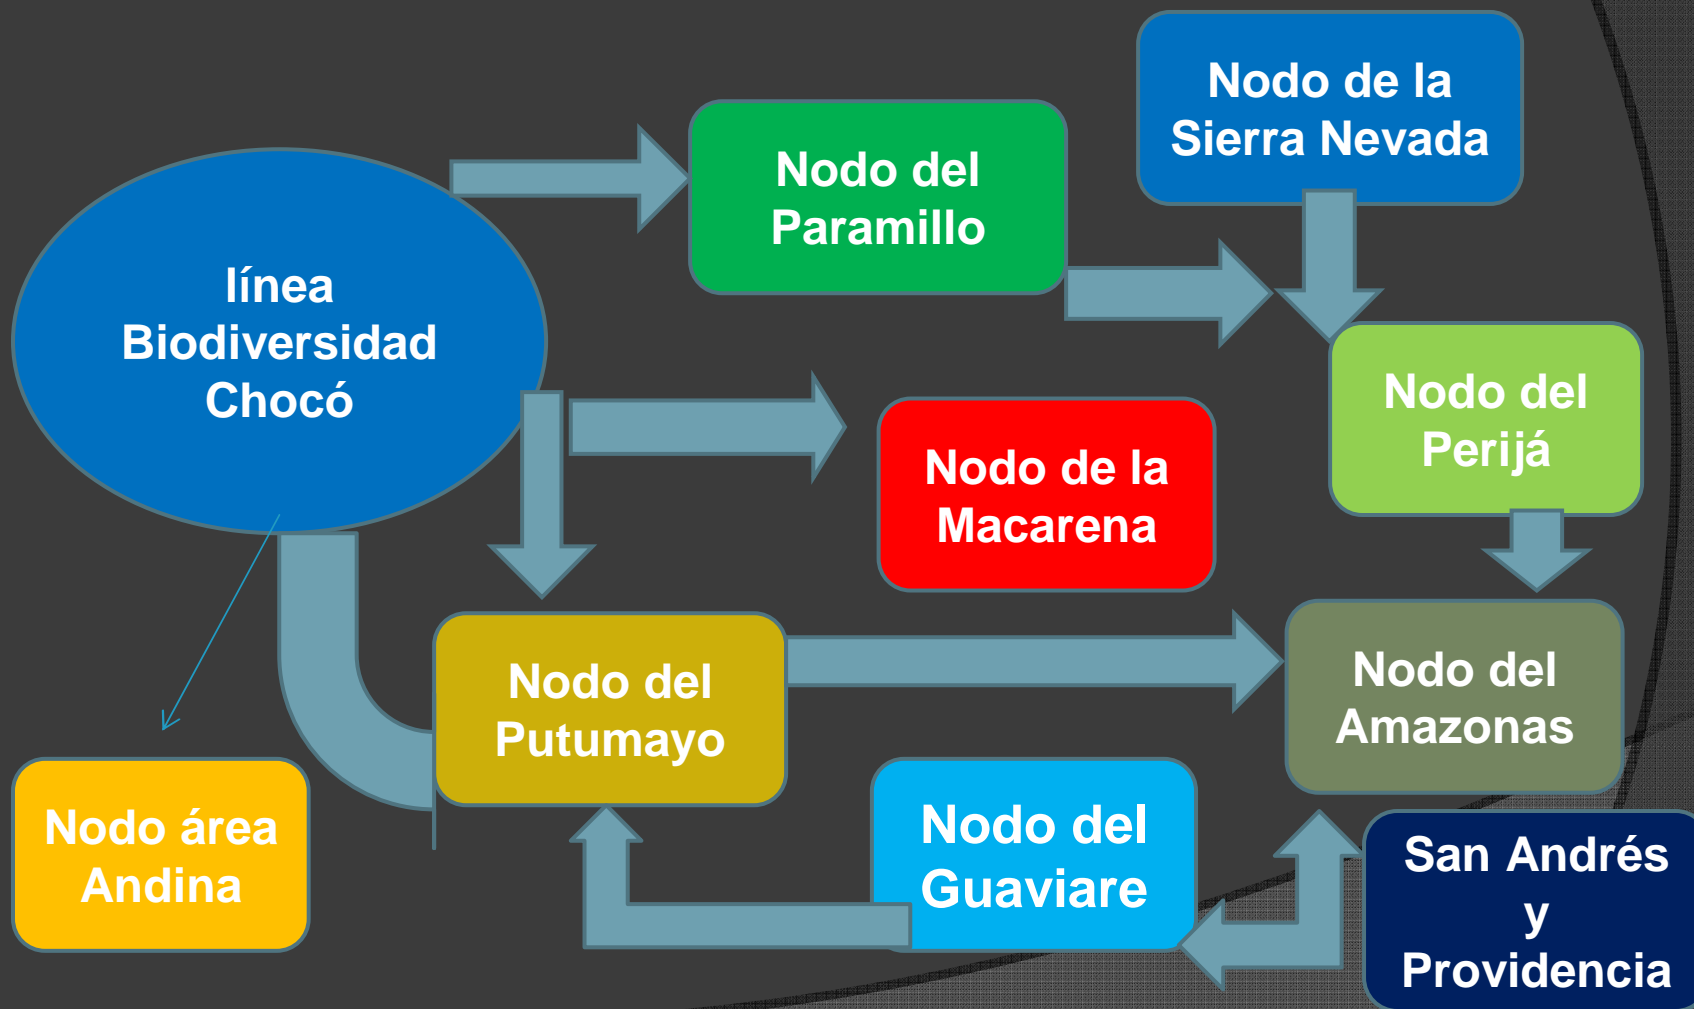 Nodo de la
Sierra Nevada
Nodo del
Paramillo
línea
Biodiversidad
Chocó
Nodo del
Perijá
Nodo de la
Macarena
Nodo del
Putumayo
Nodo del
Amazonas
Nodo área
Andina
Nodo del
Guaviare
San Andrés
y
Providencia